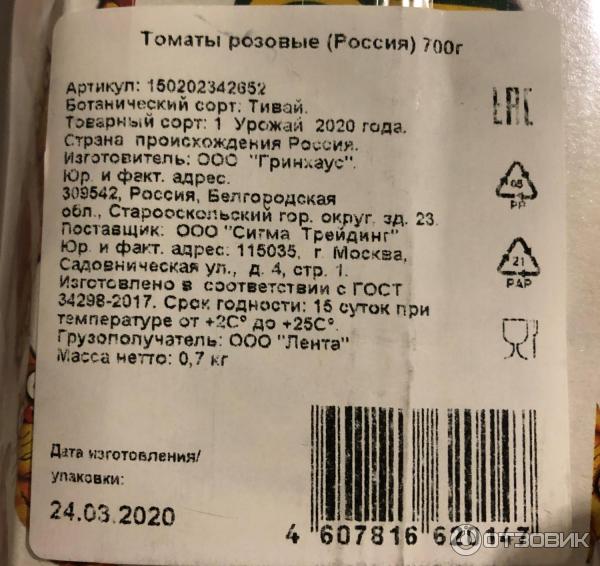 Томаты розовые (Россия) 700г
Артикул: 150202342652
Ботанический сорт: Тивай.
Товарный сорт: 1 Урожай 2020 года.
Страна происхождения Россия.
Изготовитель: ООО "Гринхаус".
Юр. и факт. адрес.
309542, Россия, Белгородская
обл., Старооскольский гор. округ, зд. 23.
Поставщик: ООО "Сигма Трейдинг"
Юр. и факт. адрес: 115035, г. Москва,
Садовническая ул., д. 4, стр. 1.
Изготовлено в соответствии с ГОСТ
34298-2017. Срок годности: 15 суток при
температуре от +2С° до +25С°.
Грузополучатель: ООО "Лента"
Масса нетто: 0,7 кг
Дата изготовления/
упаковки:
24.03.2020
EAC
05
PP
21
PAP
4 607816 620147
ОТЗОВИК